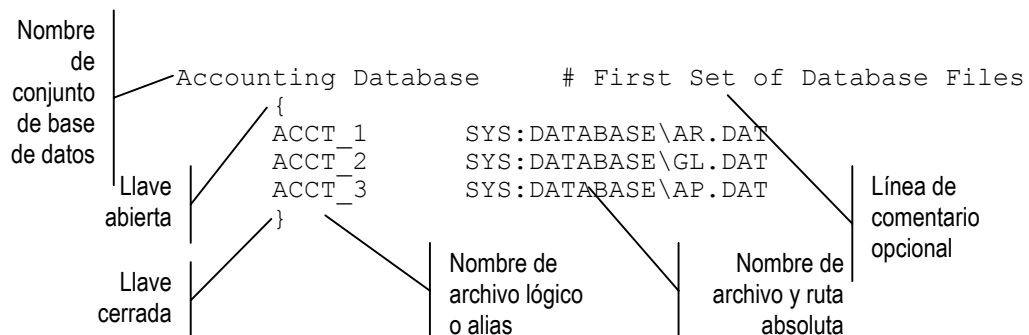 Nombre
de
conjunto
de base
de datos
Accounting Database # First Set of Database Files
{
ACCT_1 SYS:DATABASE\AR.DAT
ACCT_2 SYS:DATABASE\GL.DAT
ACCT_3 SYS:DATABASE\AP.DAT
}
Llave
abierta
Línea de
comentario
opcional
Llave
cerrada
Nombre de
archivo lógico
o alias
Nombre de
archivo y ruta
absoluta